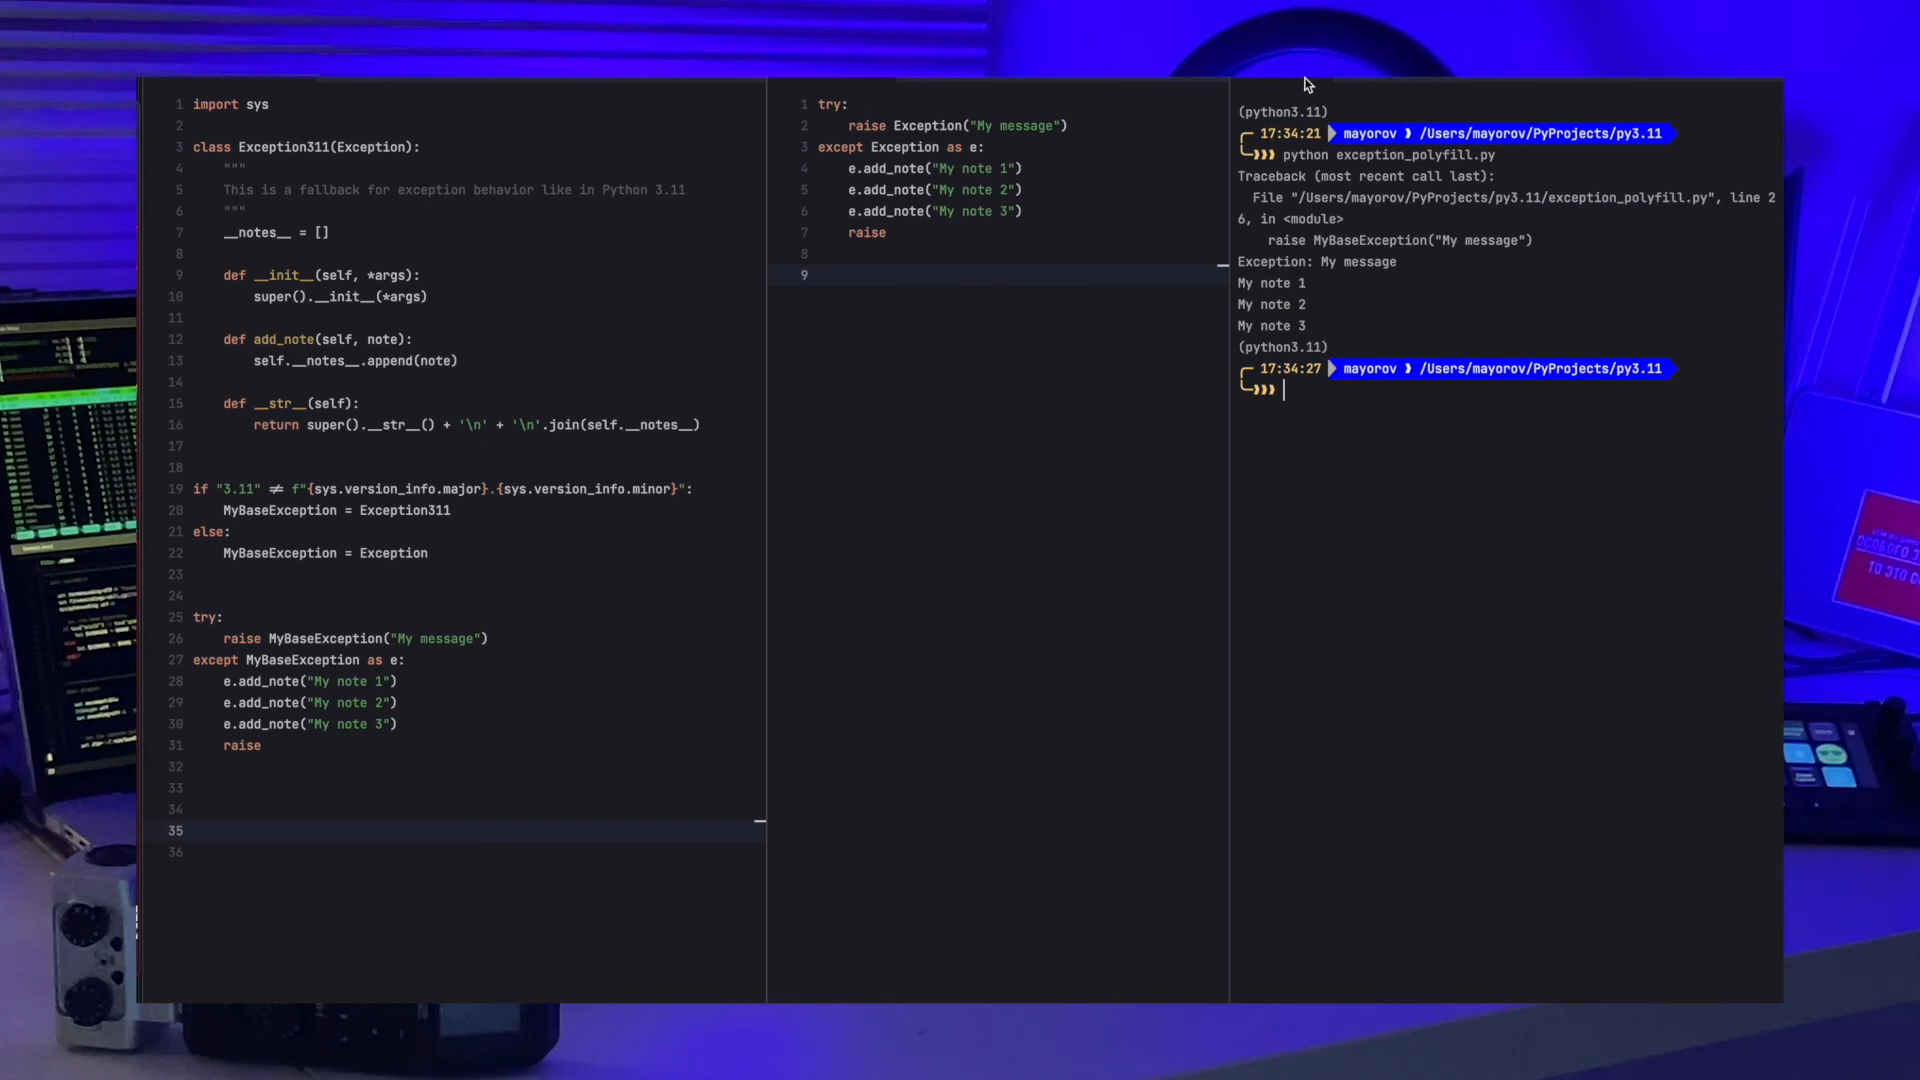 1 import sys
2
3 class Exception311(Exception):
4 """
5 This is a fallback for exception behavior like in Python 3.11
6 """
7 __notes__ = []
8
9 def __init__(self, *args):
10 super().__init__(*args)
11
12 def add_note(self, note):
13 self.__notes__.append(note)
14
15 def __str__(self):
16 return super().__str__() + '\n' + '\n'.join(self.__notes__)
17
18
19 if "3.11" != f"{sys.version_info.major}.{sys.version_info.minor}":
20 MyBaseException = Exception311
21 else:
22 MyBaseException = Exception
23
24
25 try:
26 raise MyBaseException("My message")
27 except MyBaseException as e:
28 e.add_note("My note 1")
29 e.add_note("My note 2")
30 e.add_note("My note 3")
31 raise
32
33
34
35
36
1 try:
2 raise Exception("My message")
3 except Exception as e:
4 e.add_note("My note 1")
5 e.add_note("My note 2")
6 e.add_note("My note 3")
7 raise
8
9
(python3.11)
17:34:21 mayorov ❱ /Users/mayorov/PyProjects/py3.11
❱❱❱ python exception_polyfill.py
Traceback (most recent call last):
File "/Users/mayorov/PyProjects/py3.11/exception_polyfill.py", line 2
6, in <module>
raise MyBaseException("My message")
Exception: My message
My note 1
My note 2
My note 3
(python3.11)
17:34:27 mayorov ❱ /Users/mayorov/PyProjects/py3.11
❱❱❱